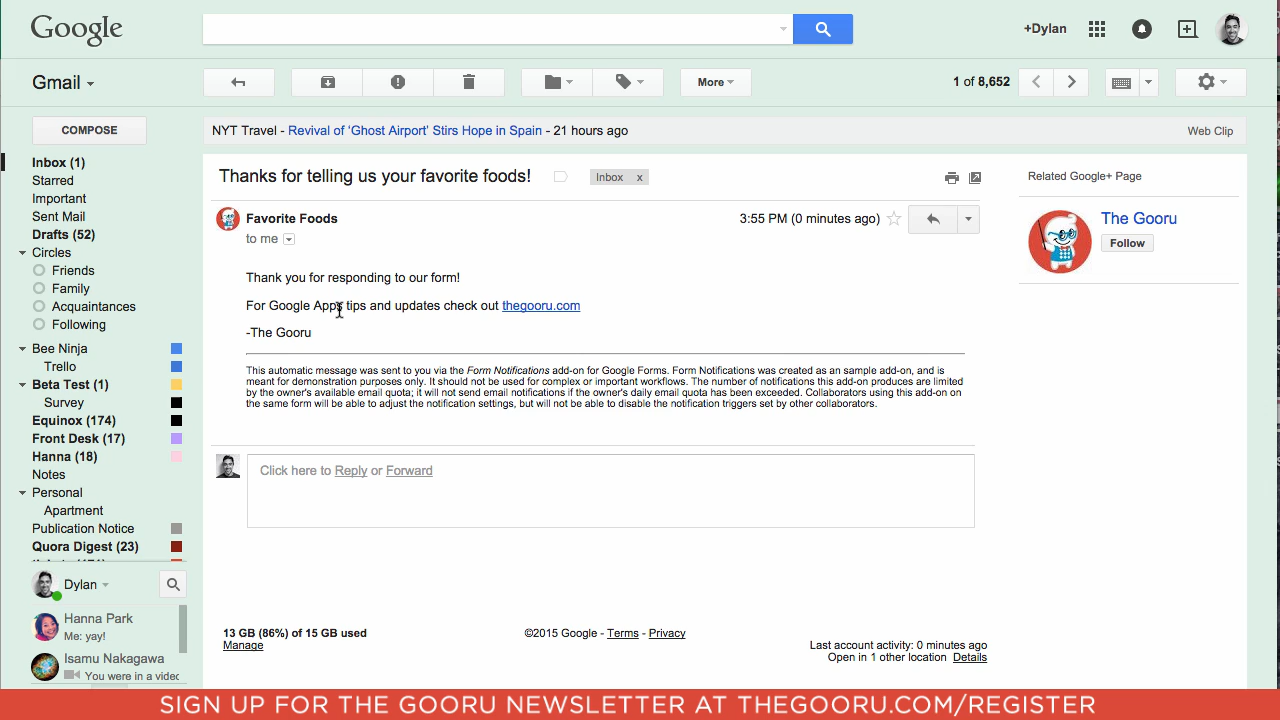 Google
+Dylan
Gmail
More
1 of 8,652
COMPOSE
NYT Travel - Revival of 'Ghost Airport' Stirs Hope in Spain - 21 hours ago
Web Clip
Inbox (1)
Starred
Important
Sent Mail
Drafts (52)
Circles
Friends
Family
Acquaintances
Following
Bee Ninja
Trello
Beta Test (1)
Survey
Equinox (174)
Front Desk (17)
Hanna (18)
Notes
Personal
Apartment
Publication Notice
Quora Digest (23)
Dylan
Hanna Park
Me: yay!
Isamu Nakagawa
You were in a videc
Thanks for telling us your favorite foods!
Inbox x
Favorite Foods
3:55 PM (0 minutes ago)
to me
Thank you for responding to our form!
For Google Apps tips and updates check out thegooru.com
-The Gooru
This automatic message was sent to you via the Form Notifications add-on for Google Forms. Form Notifications was created as an sample add-on, and is
meant for demonstration purposes only. It should not be used for complex or important workflows. The number of notifications this add-on produces are limited
by the owner's available email quota; it will not send email notifications if the owner's daily email quota has been exceeded. Collaborators using this add-on on
the same form will be able to adjust the notification settings, but will not be able to disable the notification triggers set by other collaborators.
Click here to Reply or Forward
Related Google+ Page
The Gooru
Follow
13 GB (86%) of 15 GB used
Manage
©2015 Google - Terms - Privacy
Last account activity: 0 minutes ago
Open in 1 other location Details
SIGN UP FOR THE GOORU NEWSLETTER AT THEGOORU.COM/REGISTER